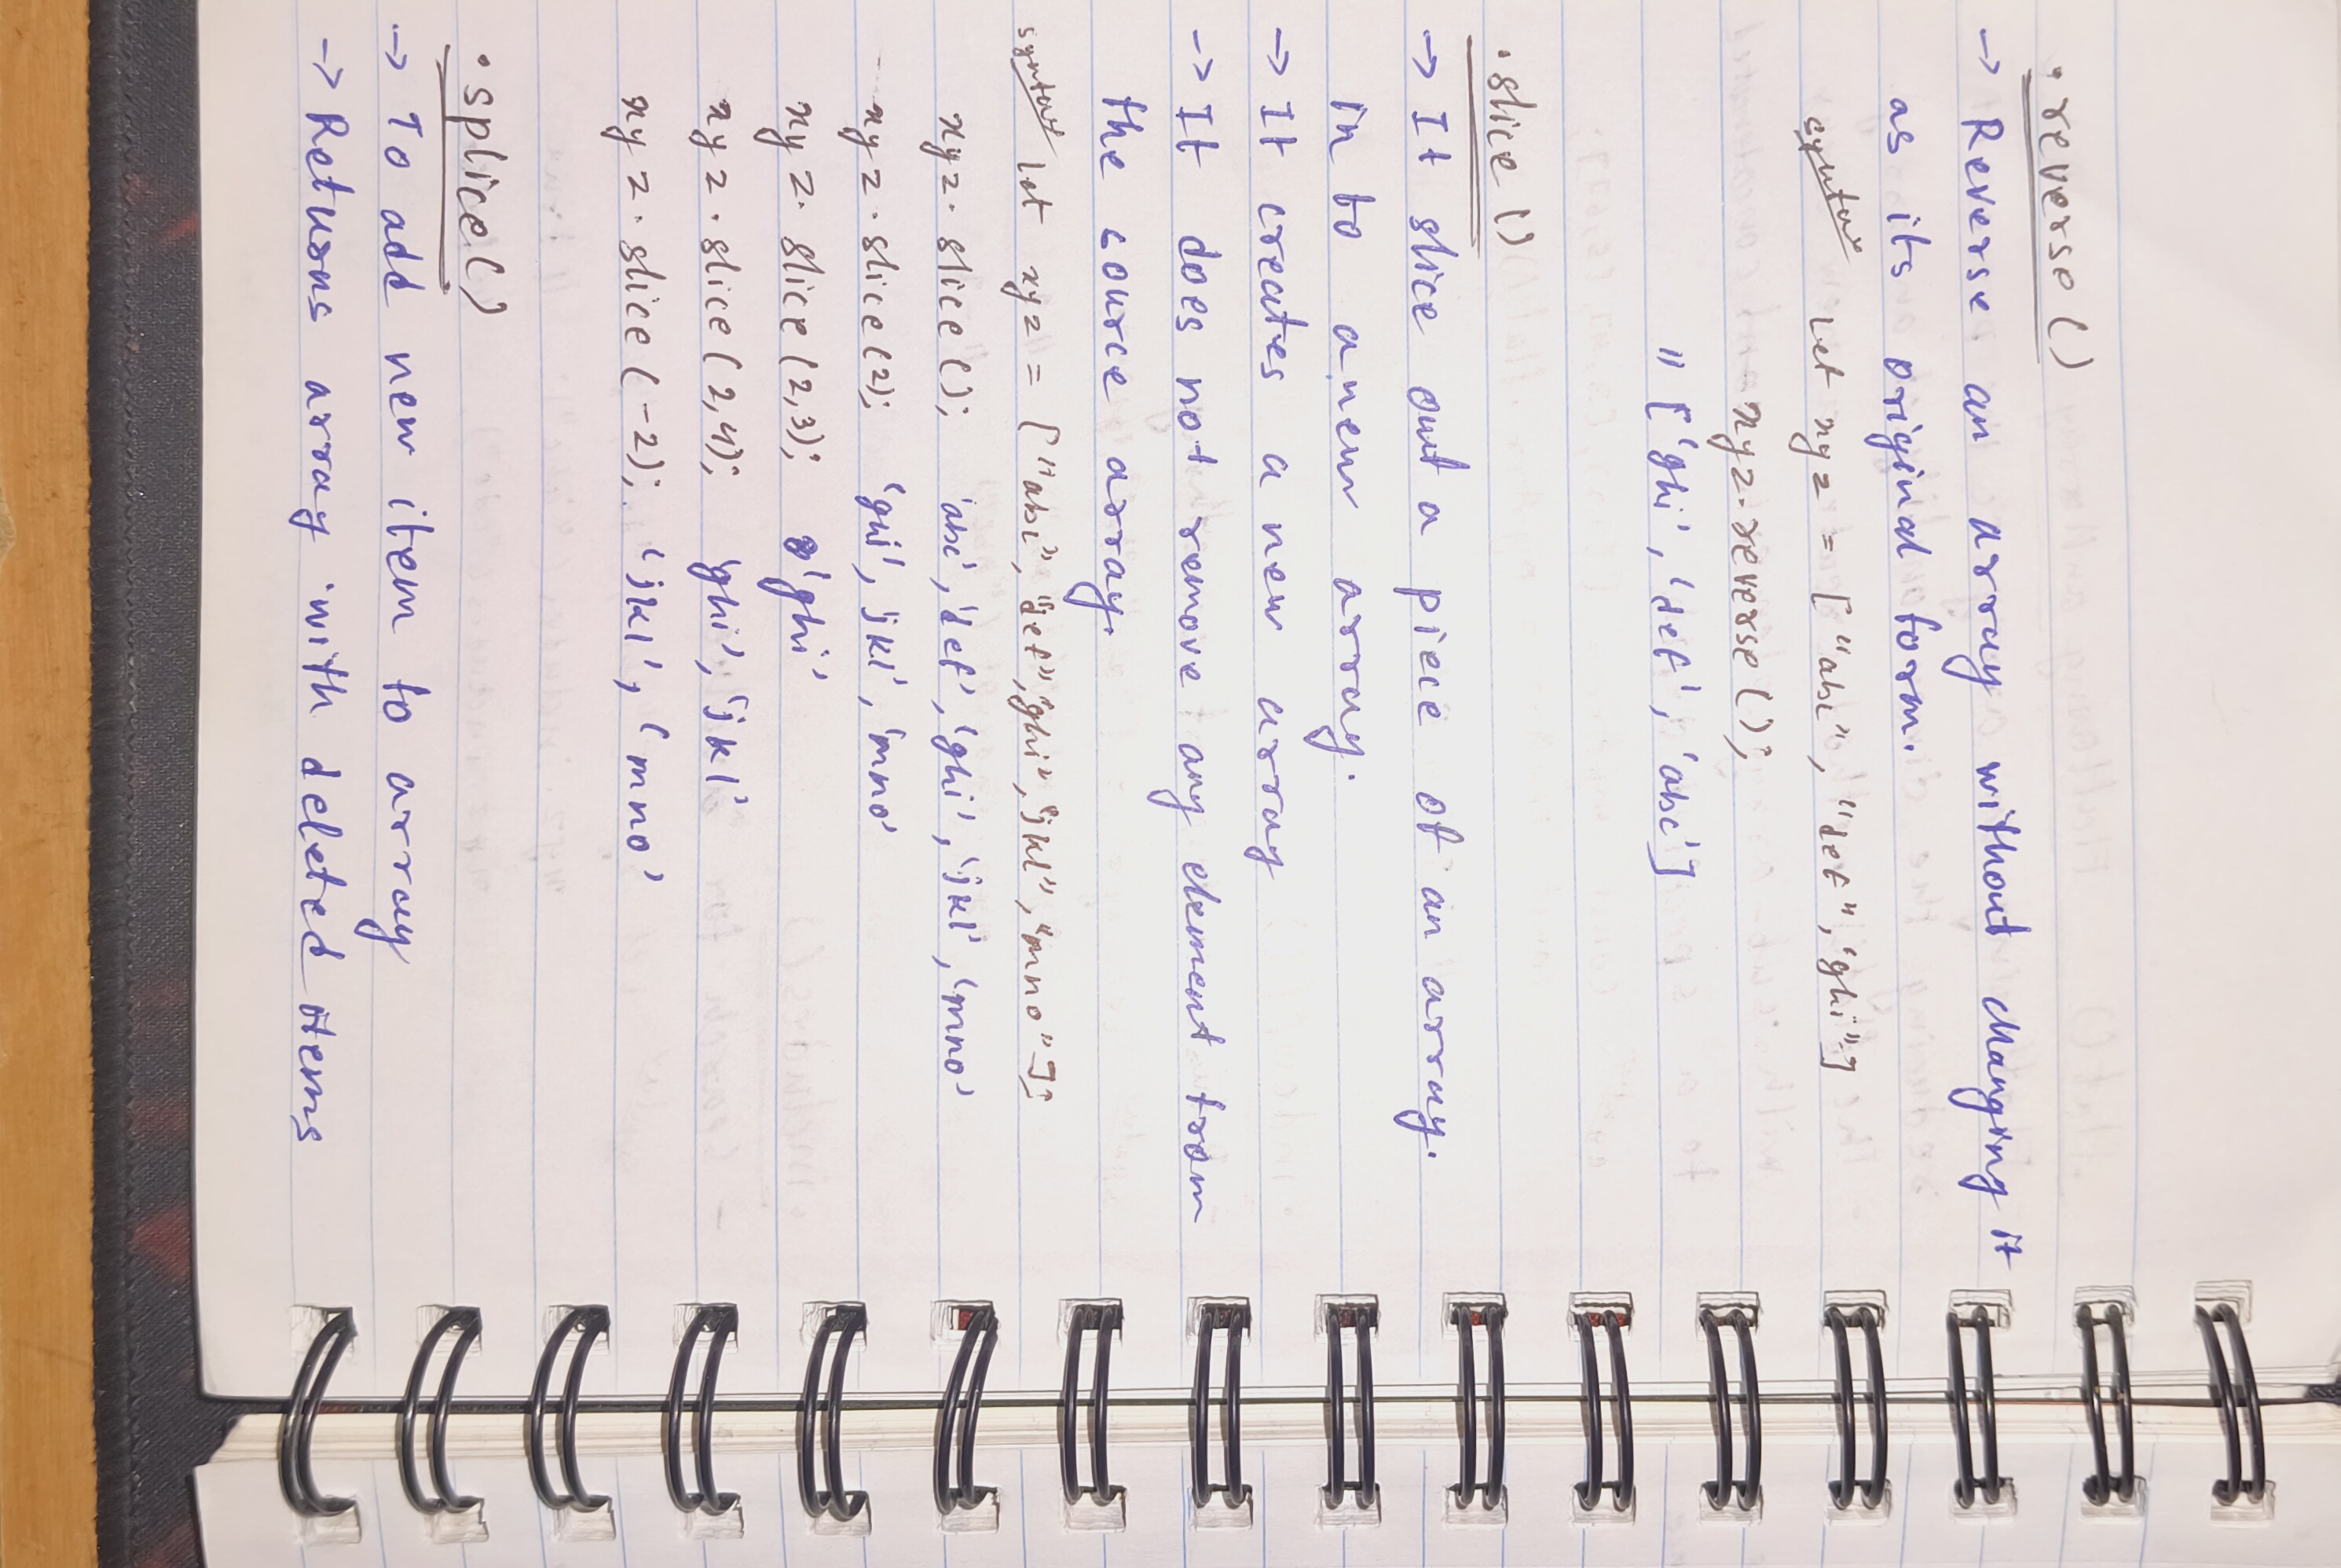 • reverse ()
-> Reverse an array without changing it
as its original form.
syntax let xyz = ["abc", "def", 'ghi"]
xyz.reverse();
" ['ghi', 'def', 'abc']
• slice ()
-> It slice out a piece of an array.
in to a new array.
-> It creates a new array
-> It does not remove any element from
the source array.
syntax let xyz = ["abc", "def", "ghi", "jkl", "mno"];
xyz. slice (); 'abc', 'def', 'ghi', 'jkl', 'mno'
xyz. slice (2); 'ghi', 'jkl', 'mno'
xyz. slice (2,3); 'ghi'
xyz. slice (2,4); 'ghi', 'jkl'
xyz. slice (-2); 'jkl', 'mno'
• splice()
-> To add new item to array
-> Returns array with deleted items